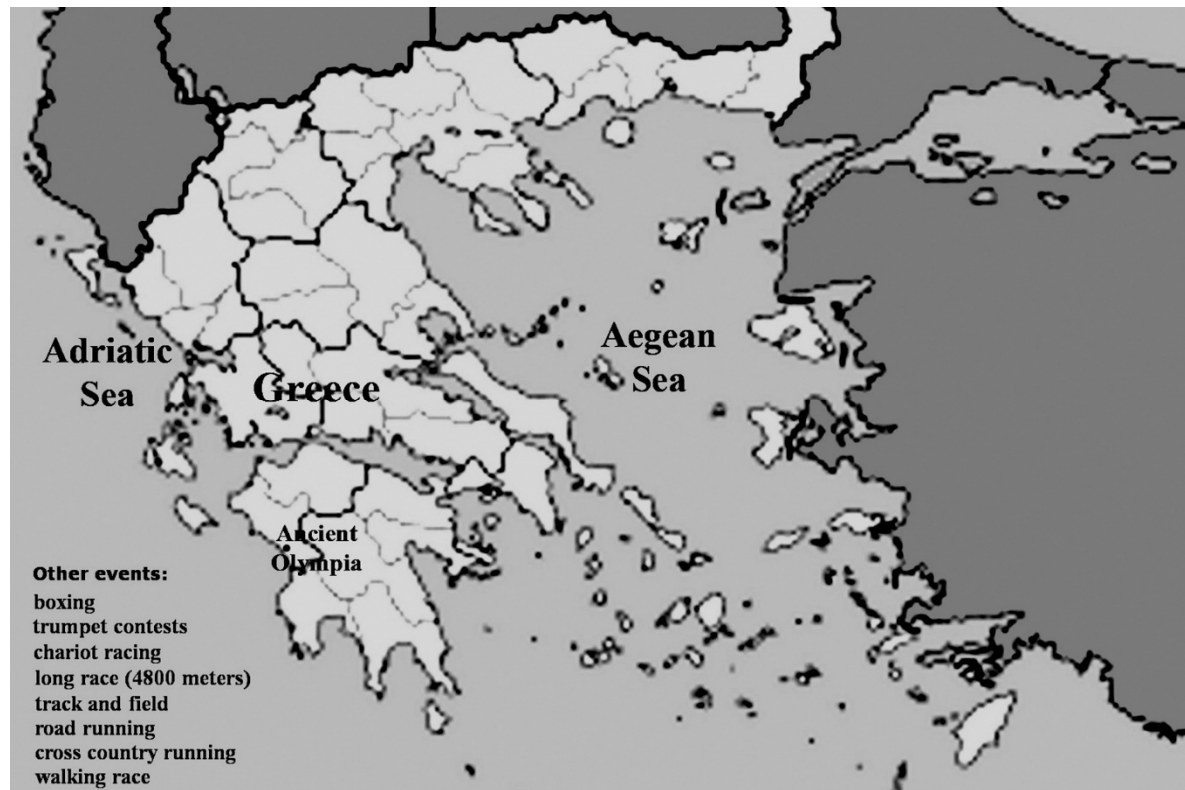 Adriatic
Sea
Greece
Aegean
Sea
Ancient
Olympia
Other events:
boxing
trumpet contests
chariot racing
long race (4800 meters)
track and field
road running
cross country running
walking race